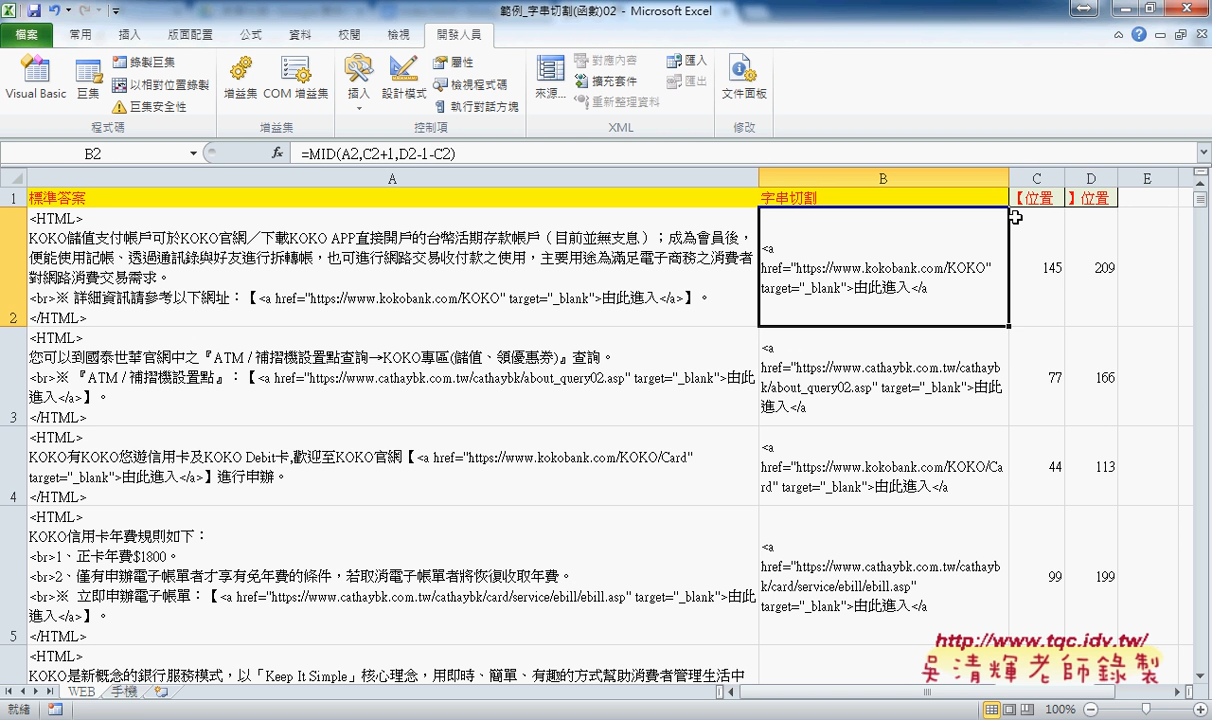 範例_字串切割(函數)02 - Microsoft Excel
檔案 常用 插入 版面配置 公式 資料 校閱 檢視 開發人員
Visual Basic 巨集 錄製巨集 以相對位置錄製 巨集安全性 增益集 COM 增益集 插入 設計模式 屬性 檢視程式碼 執行對話方塊 來源... 對應內容 擴充套件 重新整理資料 匯入 匯出 文件面板
程式碼 增益集 控制項 XML 修改
B2 fx =MID(A2,C2+1,D2-1-C2)
A B C D E
1 標準答案 字串切割 【位置 】位置
<HTML>
KOKO儲值支付帳戶可於KOKO官網／下載KOKO APP直接開戶的台幣活期存款帳戶（目前並無支息）；成為會員後，
便能使用記帳、透過通訊錄與好友進行拆轉帳，也可進行網路交易收付款之使用，主要用途為滿足電子商務之消費者
對網路消費交易需求。
<br>※ 詳細資訊請參考以下網址：【<a href="https://www.kokobank.com/KOKO" target="_blank">由此進入</a>】。
</HTML>
2
<a
href="https://www.kokobank.com/KOKO"
target="_blank">由此進入</a
145 209
<HTML>
您可以到國泰世華官網中之『ATM / 補摺機設置點查詢→KOKO專區(儲值、領優惠券)』查詢。
<br>※ 『ATM / 補摺機設置點』：【<a href="https://www.cathaybk.com.tw/cathaybk/about_query02.asp" target="_blank">由此
進入</a>】。
</HTML>
3
<a
href="https://www.cathaybk.com.tw/cathayb
k/about_query02.asp" target="_blank">由此
進入</a
77 166
<HTML>
KOKO有KOKO您遊信用卡及KOKO Debit卡,歡迎至KOKO官網【<a href="https://www.kokobank.com/KOKO/Card"
target="_blank">由此進入</a>】進行申辦。
</HTML>
4
<a
href="https://www.kokobank.com/KOKO/Ca
rd" target="_blank">由此進入</a
44 113
<HTML>
KOKO信用卡年費規則如下：
<br>1、正卡年費$1800。
<br>2、僅有申辦電子帳單者才享有免年費的條件，若取消電子帳單者將恢復收取年費。
<br>※ 立即申辦電子帳單：【<a href="https://www.cathaybk.com.tw/cathaybk/card/service/ebill/ebill.asp" target="_blank">由此
進入</a>】。
</HTML>
5
<a
href="https://www.cathaybk.com.tw/cathayb
k/card/service/ebill/ebill.asp"
target="_blank">由此進入</a
99 199
<HTML>
KOKO是新概念的銀行服務模式，以「Keep It Simple」核心理念，用即時、簡單、有趣的方式幫助消費者管理生活中
http://www.tqc.idv.tw/
吳清輝老師錄製
WEB 手機
就緒 100%